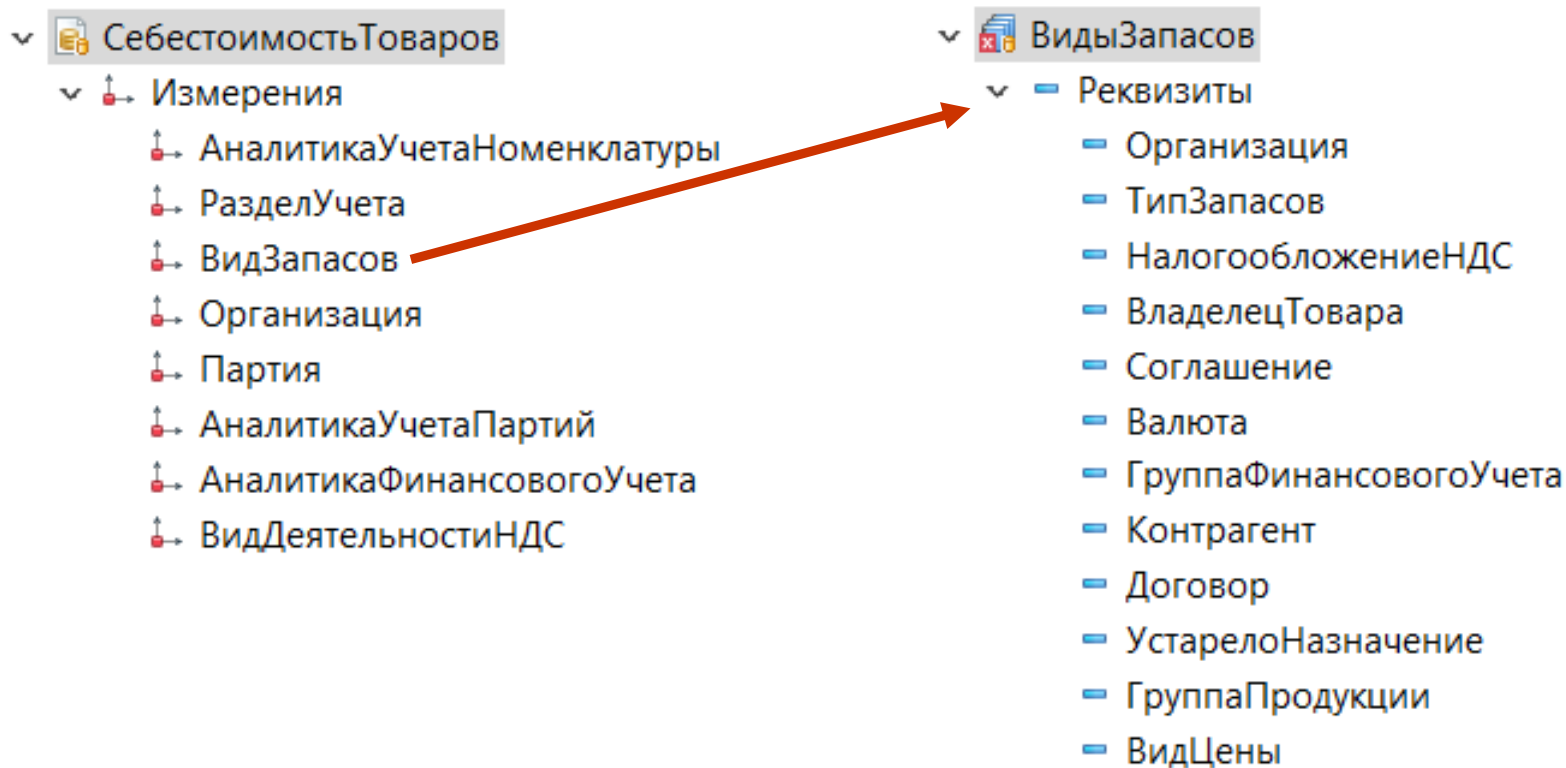 СебестоимостьТоваров
Измерения
АналитикаУчетаНоменклатуры
РазделУчета
ВидЗапасов
Организация
Партия
АналитикаУчетаПартий
АналитикаФинансовогоУчета
ВидДеятельностиНДС
ВидыЗапасов
Реквизиты
Организация
ТипЗапасов
НалогообложениеНДС
ВладелецТовара
Соглашение
Валюта
ГруппаФинансовогоУчета
Контрагент
Договор
УстарелоНазначение
ГруппаПродукции
ВидЦены